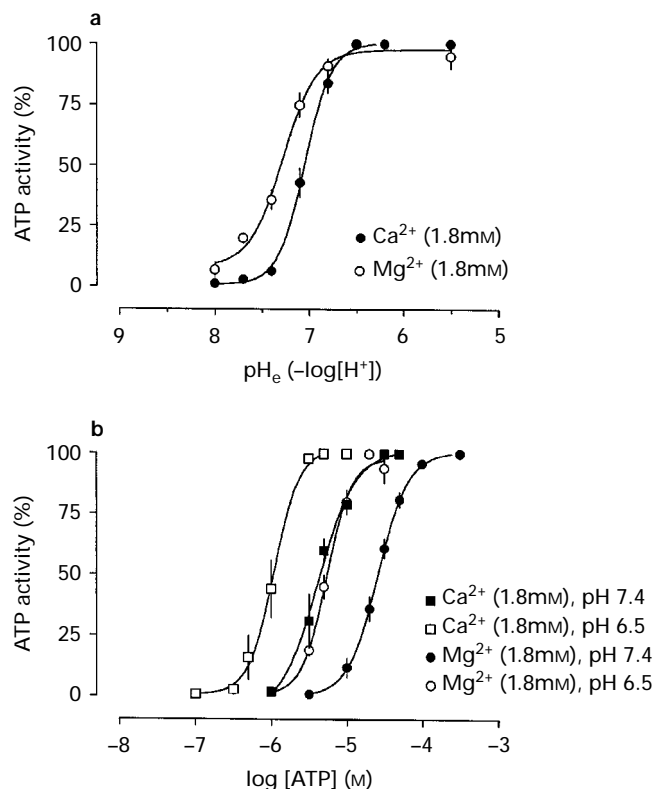 a
ATP activity (%)
100
75
50
25
0
Ca²⁺ (1.8mM)
Mg²⁺ (1.8mM)
9 8 7 6 5
pHₑ (–log[H⁺])
b
ATP activity (%)
100
75
50
25
0
Ca²⁺ (1.8mM), pH 7.4
Ca²⁺ (1.8mM), pH 6.5
Mg²⁺ (1.8mM), pH 7.4
Mg²⁺ (1.8mM), pH 6.5
–8 –7 –6 –5 –4 –3
log [ATP] (M)